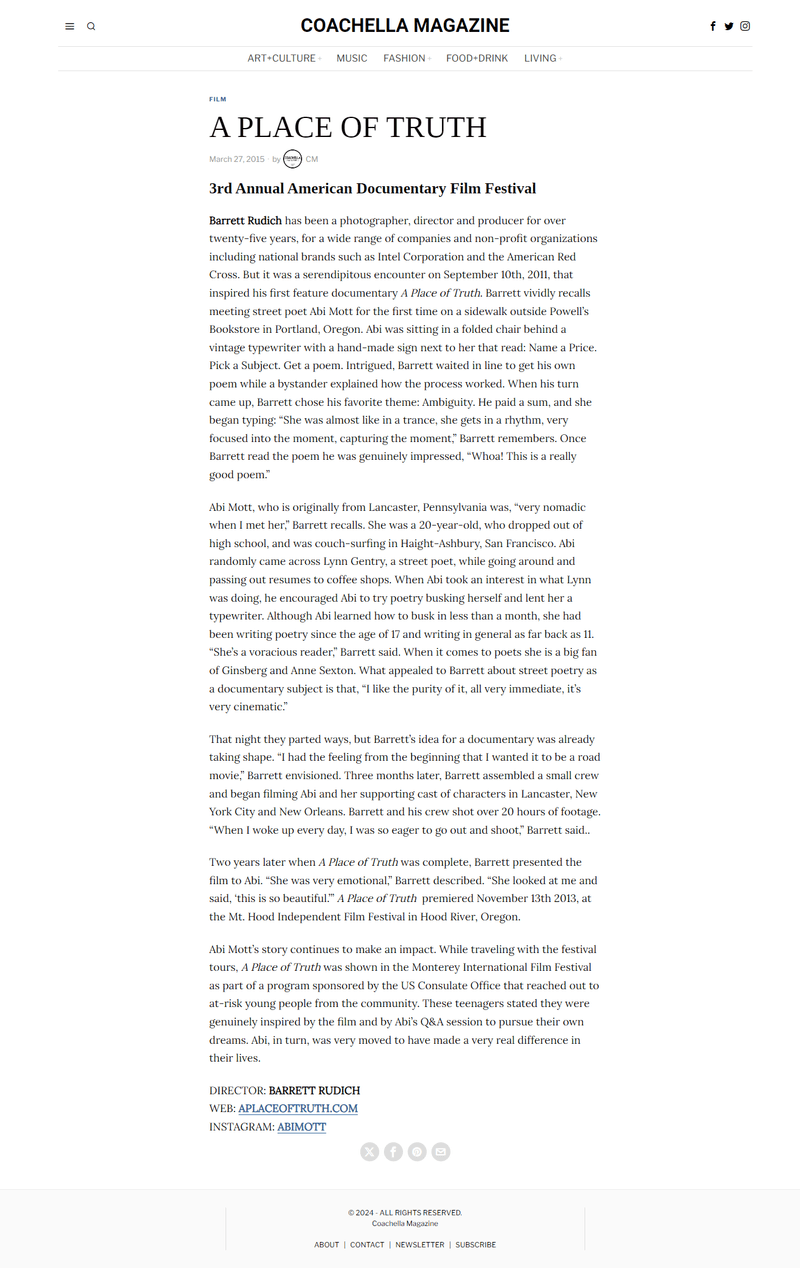 COACHELLA MAGAZINE
ART+CULTURE + MUSIC FASHION + FOOD+DRINK LIVING +
FILM
A PLACE OF TRUTH
March 27, 2015 · by CM
3rd Annual American Documentary Film Festival
Barrett Rudich has been a photographer, director and producer for over
twenty-five years, for a wide range of companies and non-profit organizations
including national brands such as Intel Corporation and the American Red
Cross. But it was a serendipitous encounter on September 10th, 2011, that
inspired his first feature documentary A Place of Truth. Barrett vividly recalls
meeting street poet Abi Mott for the first time on a sidewalk outside Powell’s
Bookstore in Portland, Oregon. Abi was sitting in a folded chair behind a
vintage typewriter with a hand-made sign next to her that read: Name a Price.
Pick a Subject. Get a poem. Intrigued, Barrett waited in line to get his own
poem while a bystander explained how the process worked. When his turn
came up, Barrett chose his favorite theme: Ambiguity. He paid a sum, and she
began typing: “She was almost like in a trance, she gets in a rhythm, very
focused into the moment, capturing the moment,” Barrett remembers. Once
Barrett read the poem he was genuinely impressed, “Whoa! This is a really
good poem.”
Abi Mott, who is originally from Lancaster, Pennsylvania was, “very nomadic
when I met her,” Barrett recalls. She was a 20-year-old, who dropped out of
high school, and was couch-surfing in Haight-Ashbury, San Francisco. Abi
randomly came across Lynn Gentry, a street poet, while going around and
passing out resumes to coffee shops. When Abi took an interest in what Lynn
was doing, he encouraged Abi to try poetry busking herself and lent her a
typewriter. Although Abi learned how to busk in less than a month, she had
been writing poetry since the age of 17 and writing in general as far back as 11.
“She’s a voracious reader,” Barrett said. When it comes to poets she is a big fan
of Ginsberg and Anne Sexton. What appealed to Barrett about street poetry as
a documentary subject is that, “I like the purity of it, all very immediate, it’s
very cinematic.”
That night they parted ways, but Barrett’s idea for a documentary was already
taking shape. “I had the feeling from the beginning that I wanted it to be a road
movie,” Barrett envisioned. Three months later, Barrett assembled a small crew
and began filming Abi and her supporting cast of characters in Lancaster, New
York City and New Orleans. Barrett and his crew shot over 20 hours of footage.
“When I woke up every day, I was so eager to go out and shoot,” Barrett said..
Two years later when A Place of Truth was complete, Barrett presented the
film to Abi. “She was very emotional,” Barrett described. “She looked at me and
said, ‘this is so beautiful.’” A Place of Truth premiered November 13th 2013, at
the Mt. Hood Independent Film Festival in Hood River, Oregon.
Abi Mott’s story continues to make an impact. While traveling with the festival
tours, A Place of Truth was shown in the Monterey International Film Festival
as part of a program sponsored by the US Consulate Office that reached out to
at-risk young people from the community. These teenagers stated they were
genuinely inspired by the film and by Abi’s Q&A session to pursue their own
dreams. Abi, in turn, was very moved to have made a very real difference in
their lives.
DIRECTOR: BARRETT RUDICH
WEB: APLACEOFTRUTH.COM
INSTAGRAM: ABIMOTT
© 2024 · ALL RIGHTS RESERVED.
Coachella Magazine
ABOUT | CONTACT | NEWSLETTER | SUBSCRIBE